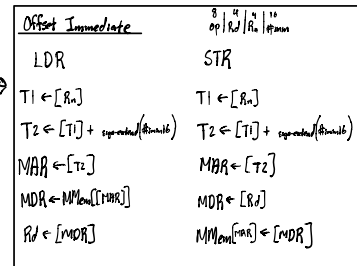 Offset Immediate
8 4 4 16
op | Rd | Rn | #imm
LDR STR
T1 ← [Rn] T1 ← [Rn]
T2 ← [T1] + sign-extend(#imm16) T2 ← [T1] + sign-extend(#imm16)
MAR ← [T2] MAR ← [T2]
MDR ← MMem[[MAR]] MDR ← [Rd]
Rd ← [MDR] MMem[MAR] ← [MDR]